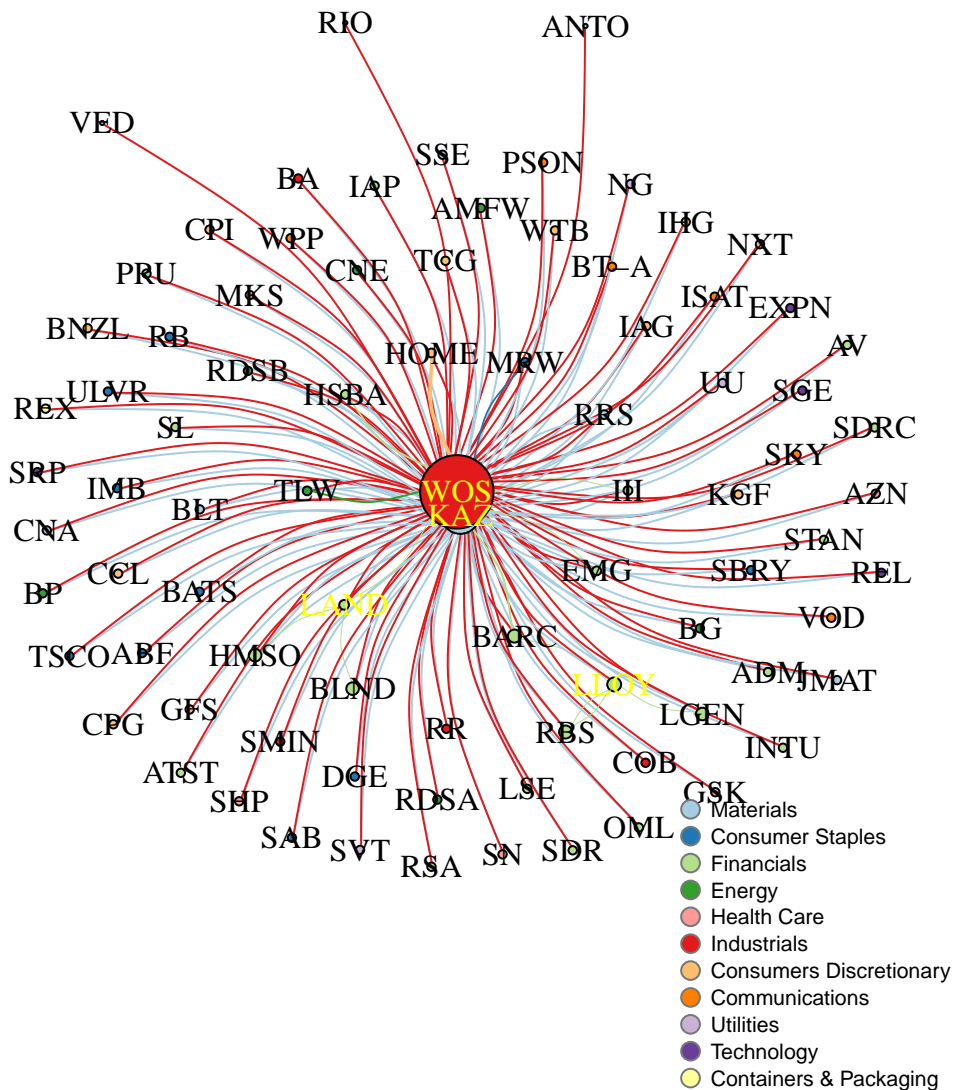 RIO
ANTO
VED
SSE
PSON
BA
IAP
NG
AMFW
CPI
WPP
WTB
IHG
NXT
PRU
CNE
TCG
BT-A
MKS
ISAT
EXPN
BNZL
RB
HOME
IAG
AV
RDSB
MRW
ULVR
HSBA
UU
SGE
REX
SL
RRS
SDRC
SKY
SRP
IMB
TLW
WOS
III
KGF
AZN
BLT
KAZ
CNA
STAN
CCL
EMG
SBRY
REL
BP
BATS
LAND
VOD
BG
BARC
TSCO
ABF
HMSO
ADM
JMAT
BLND
LLOY
CPG
GFS
LGEN
SMIN
RR
RBS
INTU
ATST
DGE
COB
SHP
RDSA
LSE
GSK
OML
SAB
SVT
RSA
SN
SDR
Materials
Consumer Staples
Financials
Energy
Health Care
Industrials
Consumers Discretionary
Communications
Utilities
Technology
Containers & Packaging